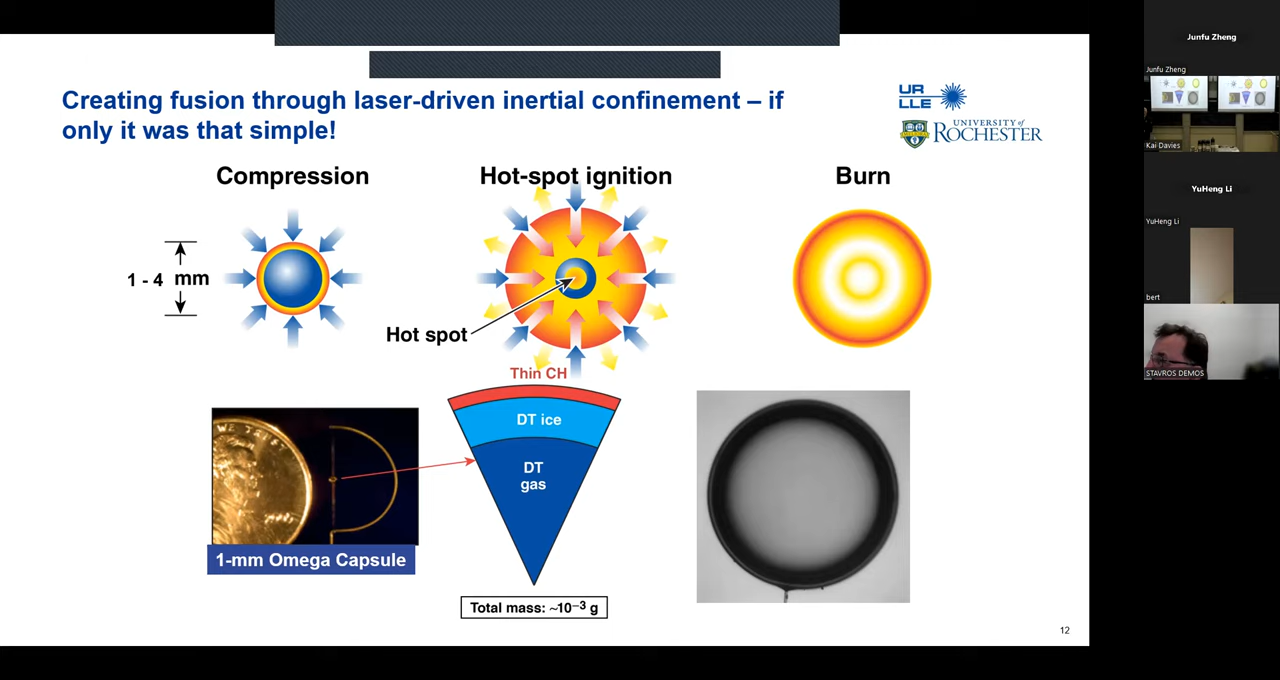 Creating fusion through laser-driven inertial confinement – if
only it was that simple!
UR
LLE
UNIVERSITY of
ROCHESTER
Compression
Hot-spot ignition
Burn
1 - 4 mm
Hot spot
Thin CH
DT ice
DT
gas
WE TRUST
1-mm Omega Capsule
Total mass: ~10⁻³ g
12
Junfu Zheng
Junfu Zheng
Kai Davies
YuHeng Li
YuHeng Li
bert
STAVROS DEMOS